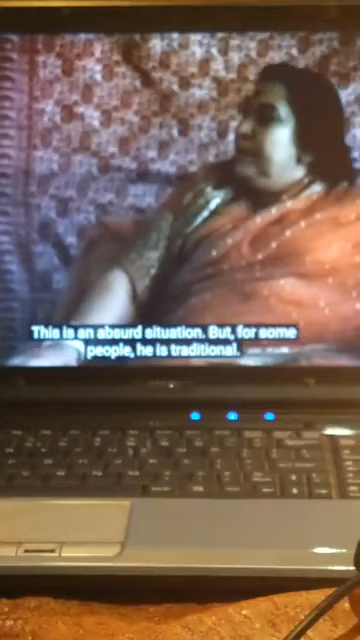 This is an absurd situation. But, for some
people, he is traditional.